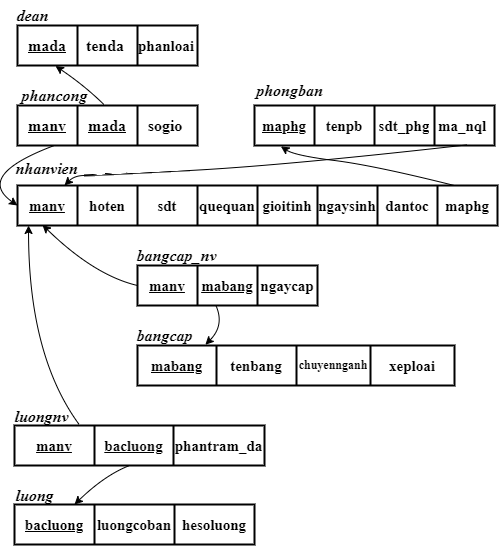 dean
mada tenda phanloai
phancong
manv mada sogio
phongban
maphg tenpb sdt_phg ma_nql
nhanvien
manv hoten sdt quequan gioitinh ngaysinh dantoc maphg
bangcap_nv
manv mabang ngaycap
bangcap
mabang tenbang chuyennganh xeploai
luongnv
manv bacluong phantram_da
luong
bacluong luongcoban hesoluong